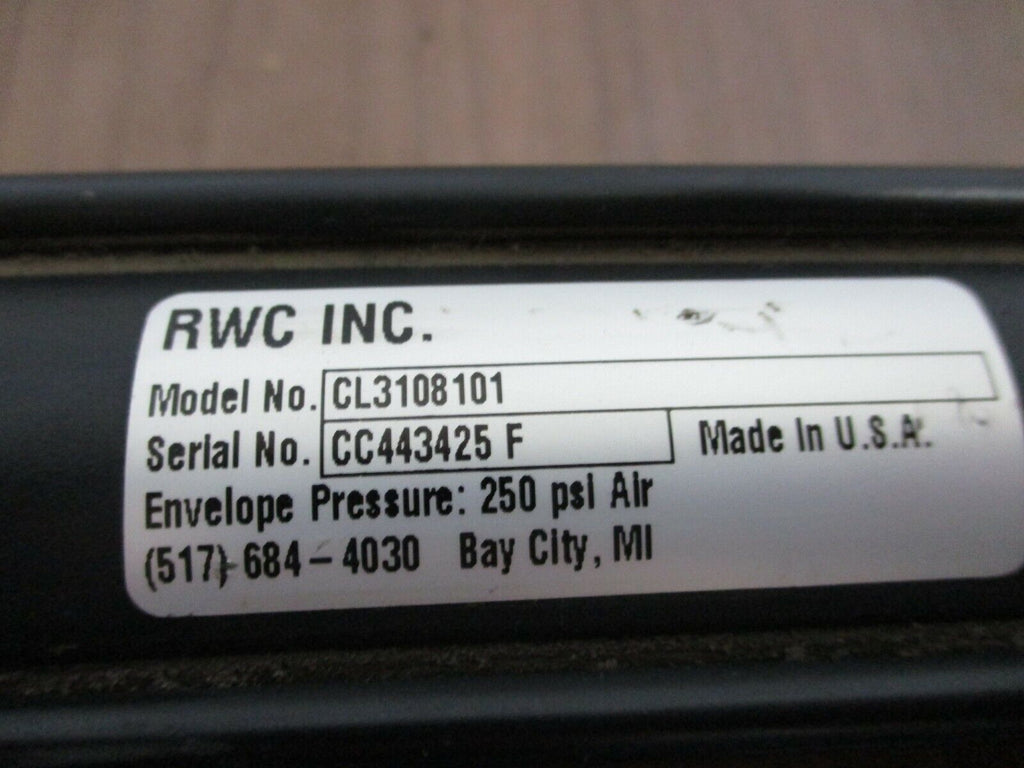 RWC INC.
Model No. CL3108101
Serial No. CC443425 F Made In U.S.A.
Envelope Pressure: 250 psi Air
(517)-684-4030 Bay City, MI